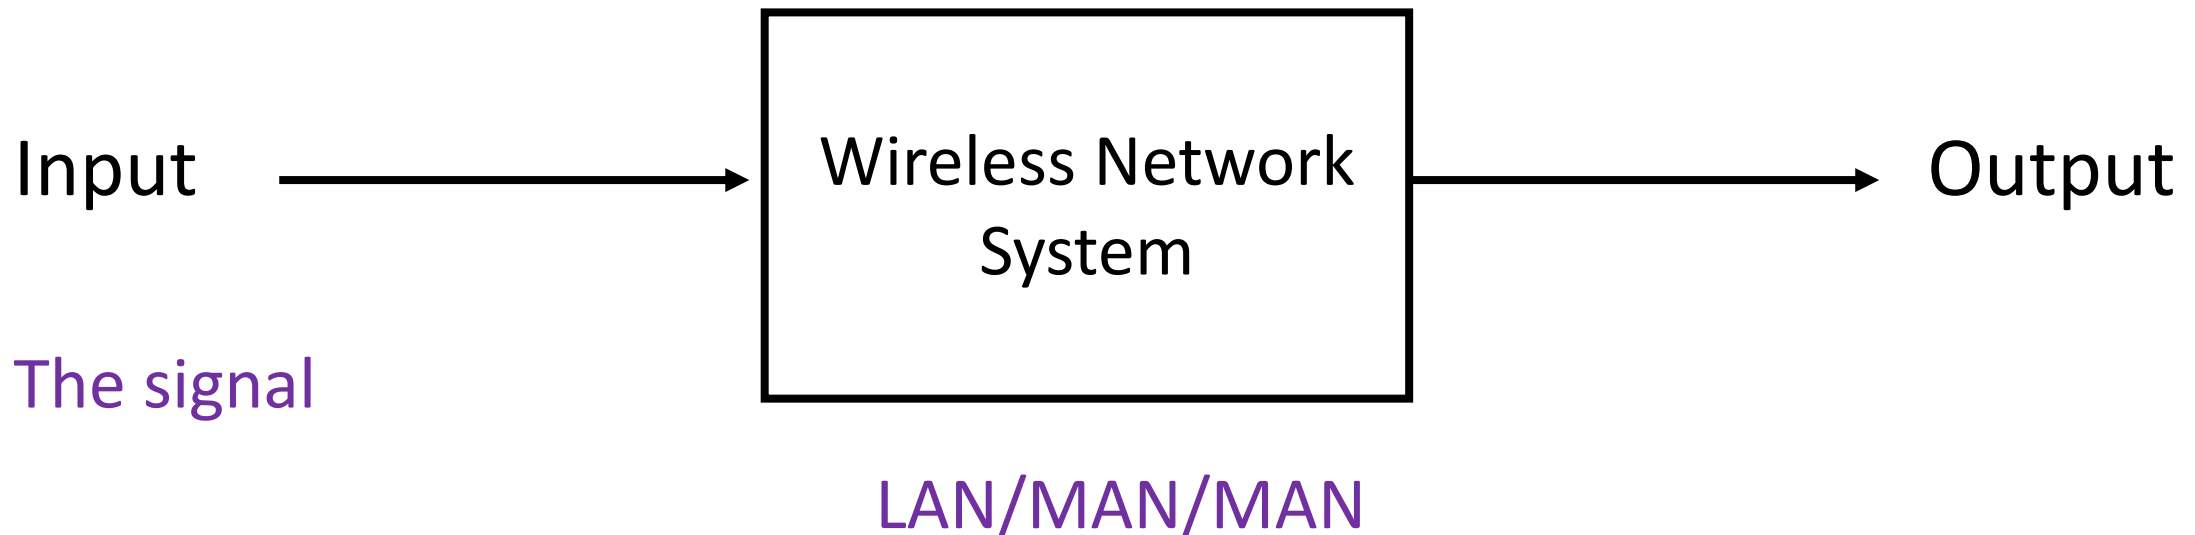 Input
Wireless Network
System
Output
The signal
LAN/MAN/MAN